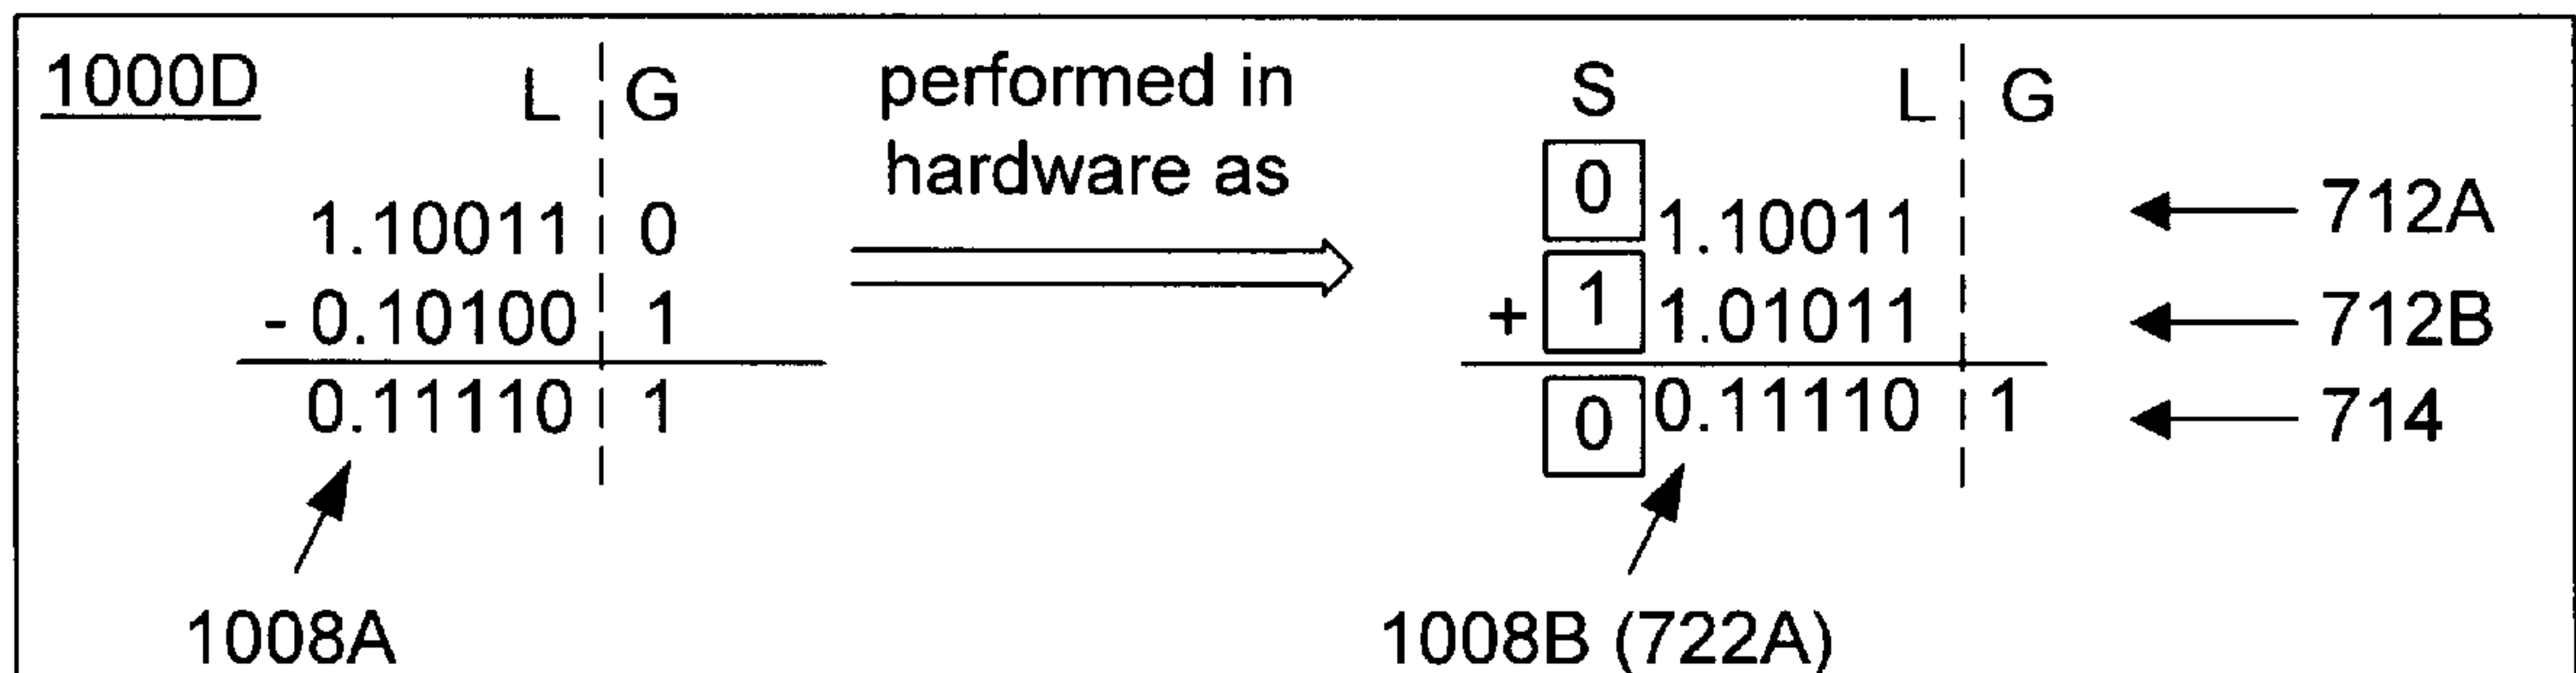 1000D
L G
1.10011 0
- 0.10100 1
0.11110 1
1008A
performed in
hardware as
S L G
0 1.10011
+ 1 1.01011
0 0.11110 1
712A
712B
714
1008B (722A)